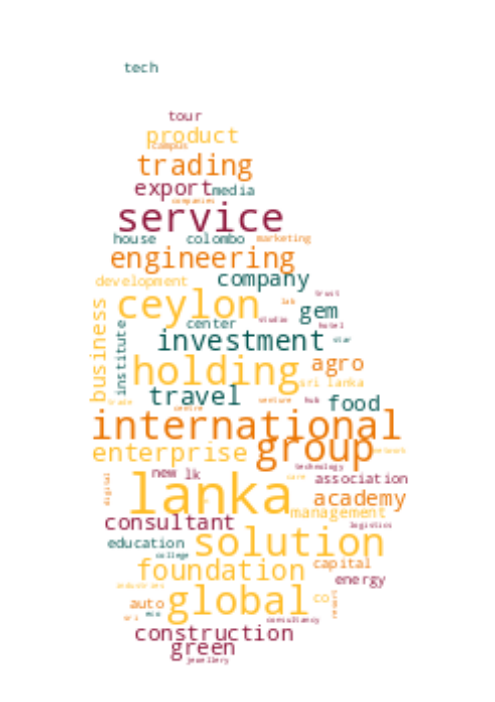 tech
tour
product
campus
trading
export media
companies
service
house colombo marketing
engineering
company
development
trust
business
ceylon
lab
gem
center
studio
hotel
institute
investment
star
holding
agro
sri lanka
travel
trade
venture
hub
food
centre
international
group
enterprise
network
technology
new lk
care
association
digital
lanka
academy
management
consultant
logistics
solution
education
college
foundation
capital
energy
industries
global
co
resort
auto
eco
sri
consultancy
construction
green
jewellery